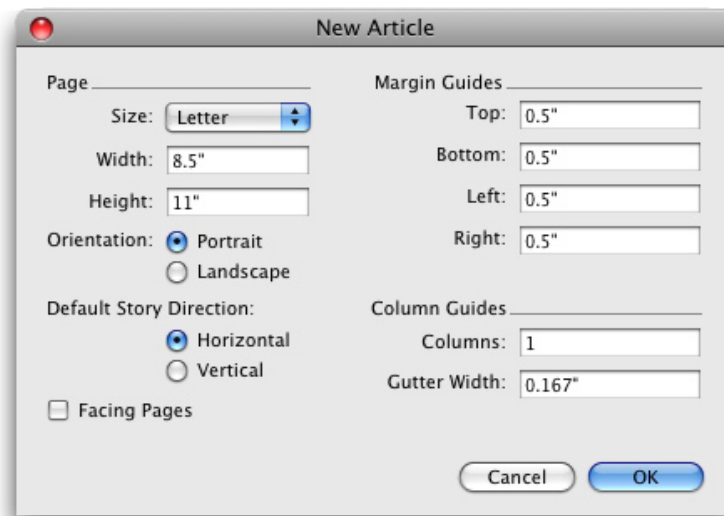 New Article
Page
Size: Letter
Width: 8.5"
Height: 11"
Orientation: Portrait
Landscape
Default Story Direction:
Horizontal
Vertical
Facing Pages
Margin Guides
Top: 0.5"
Bottom: 0.5"
Left: 0.5"
Right: 0.5"
Column Guides
Columns: 1
Gutter Width: 0.167"
Cancel
OK